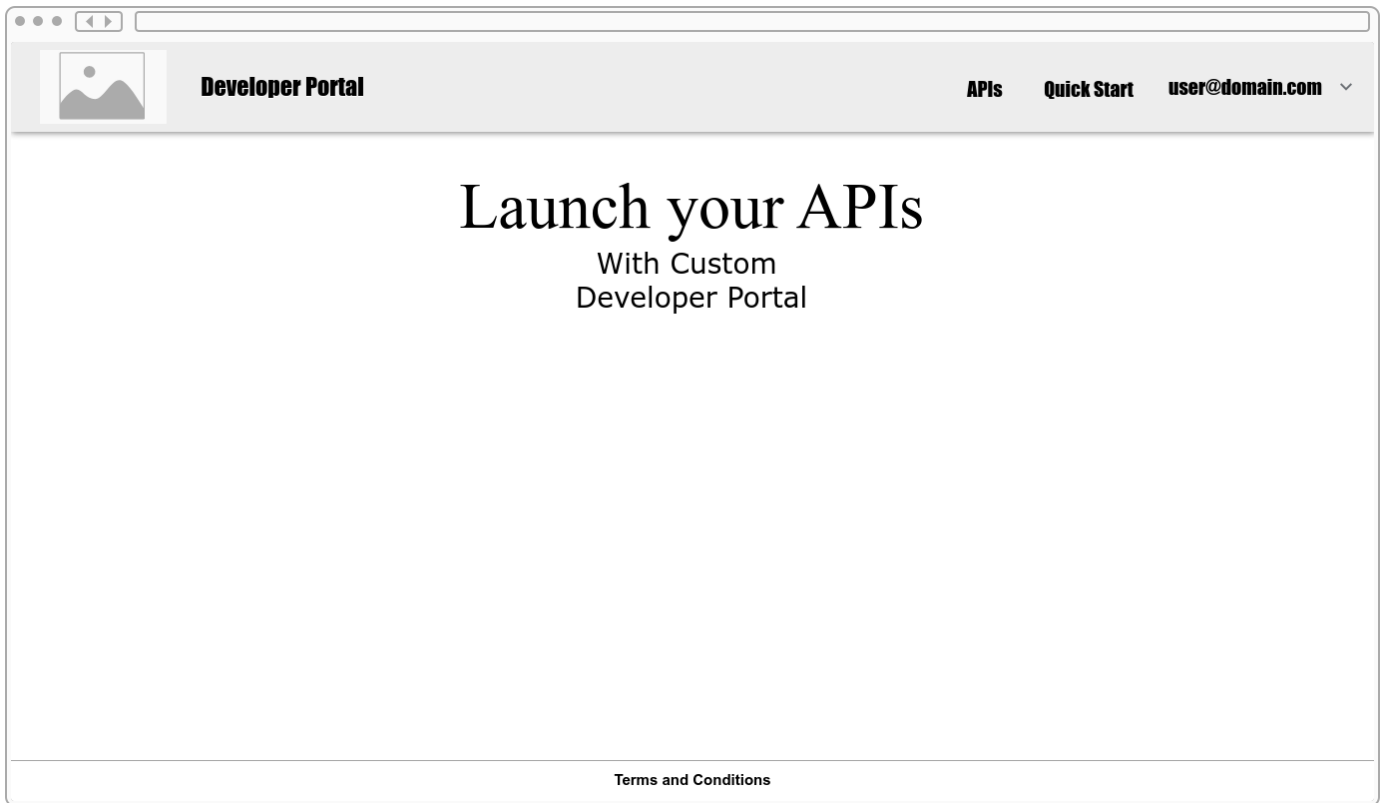 Developer Portal
APIs
Quick Start
user@domain.com
Launch your APIs
With Custom
Developer Portal
Terms and Conditions